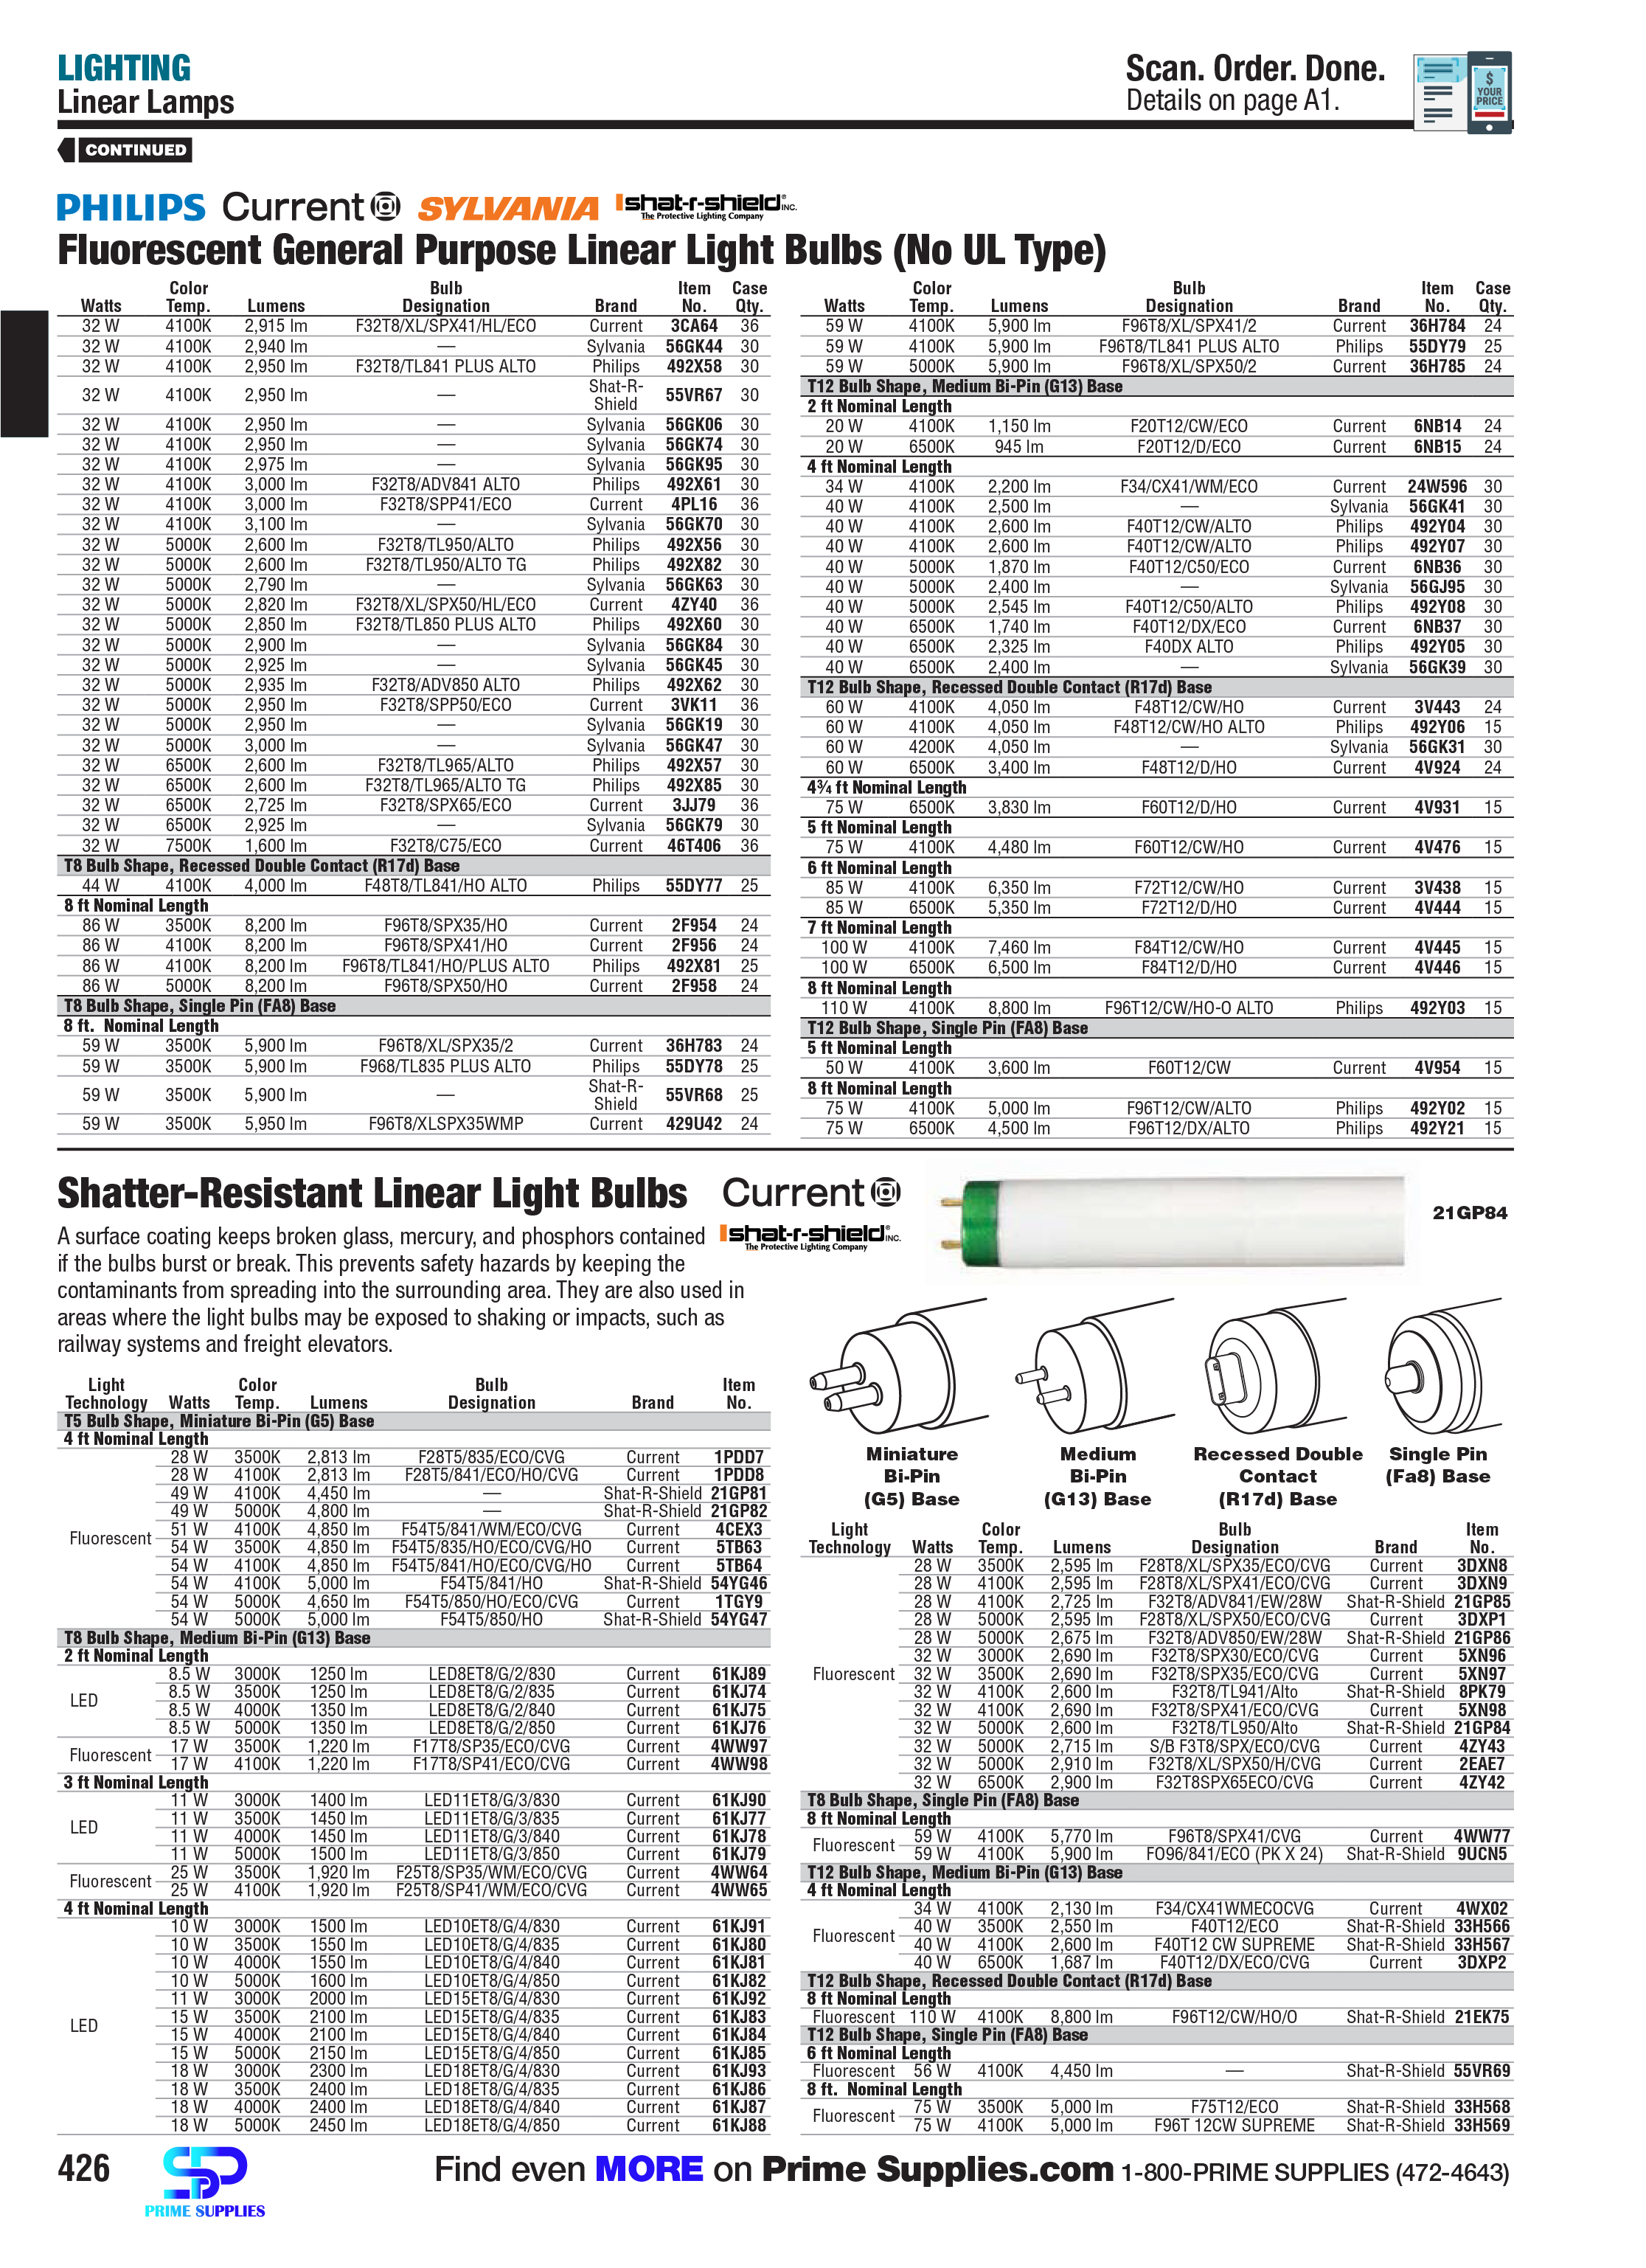 LIGHTING
Linear Lamps
Scan. Order. Done.
Details on page A1.
$
YOUR
PRICE
CONTINUED
PHILIPS Current SYLVANIA shat-r-shield® INC.
The Protective Lighting Company
Fluorescent General Purpose Linear Light Bulbs (No UL Type)
Watts Color Temp. Lumens Bulb Designation Brand Item No. Case Qty.
32 W 4100K 2,915 lm F32T8/XL/SPX41/HL/ECO Current 3CA64 36
32 W 4100K 2,940 lm — Sylvania 56GK44 30
32 W 4100K 2,950 lm F32T8/TL841 PLUS ALTO Philips 492X58 30
32 W 4100K 2,950 lm — Shat-R-Shield 55VR67 30
32 W 4100K 2,950 lm — Sylvania 56GK06 30
32 W 4100K 2,950 lm — Sylvania 56GK74 30
32 W 4100K 2,975 lm — Sylvania 56GK95 30
32 W 4100K 3,000 lm F32T8/ADV841 ALTO Philips 492X61 30
32 W 4100K 3,000 lm F32T8/SPP41/ECO Current 4PL16 36
32 W 4100K 3,100 lm — Sylvania 56GK70 30
32 W 5000K 2,600 lm F32T8/TL950/ALTO Philips 492X56 30
32 W 5000K 2,600 lm F32T8/TL950/ALTO TG Philips 492X82 30
32 W 5000K 2,790 lm — Sylvania 56GK63 30
32 W 5000K 2,820 lm F32T8/XL/SPX50/HL/ECO Current 4ZY40 36
32 W 5000K 2,850 lm F32T8/TL850 PLUS ALTO Philips 492X60 30
32 W 5000K 2,900 lm — Sylvania 56GK84 30
32 W 5000K 2,925 lm — Sylvania 56GK45 30
32 W 5000K 2,935 lm F32T8/ADV850 ALTO Philips 492X62 30
32 W 5000K 2,950 lm F32T8/SPP50/ECO Current 3VK11 36
32 W 5000K 2,950 lm — Sylvania 56GK19 30
32 W 5000K 3,000 lm — Sylvania 56GK47 30
32 W 6500K 2,600 lm F32T8/TL965/ALTO Philips 492X57 30
32 W 6500K 2,600 lm F32T8/TL965/ALTO TG Philips 492X85 30
32 W 6500K 2,725 lm F32T8/SPX65/ECO Current 3JJ79 36
32 W 6500K 2,925 lm — Sylvania 56GK79 30
32 W 7500K 1,600 lm F32T8/C75/ECO Current 46T406 36
T8 Bulb Shape, Recessed Double Contact (R17d) Base
44 W 4100K 4,000 lm F48T8/TL841/HO ALTO Philips 55DY77 25
8 ft Nominal Length
86 W 3500K 8,200 lm F96T8/SPX35/HO Current 2F954 24
86 W 4100K 8,200 lm F96T8/SPX41/HO Current 2F956 24
86 W 4100K 8,200 lm F96T8/TL841/HO/PLUS ALTO Philips 492X81 25
86 W 5000K 8,200 lm F96T8/SPX50/HO Current 2F958 24
T8 Bulb Shape, Single Pin (FA8) Base
8 ft. Nominal Length
59 W 3500K 5,900 lm F96T8/XL/SPX35/2 Current 36H783 24
59 W 3500K 5,900 lm F968/TL835 PLUS ALTO Philips 55DY78 25
59 W 3500K 5,900 lm — Shat-R-Shield 55VR68 25
59 W 3500K 5,950 lm F96T8/XLSPX35WMP Current 429U42 24
Watts Color Temp. Lumens Bulb Designation Brand Item No. Case Qty.
59 W 4100K 5,900 lm F96T8/XL/SPX41/2 Current 36H784 24
59 W 4100K 5,900 lm F96T8/TL841 PLUS ALTO Philips 55DY79 25
59 W 5000K 5,900 lm F96T8/XL/SPX50/2 Current 36H785 24
T12 Bulb Shape, Medium Bi-Pin (G13) Base
2 ft Nominal Length
20 W 4100K 1,150 lm F20T12/CW/ECO Current 6NB14 24
20 W 6500K 945 lm F20T12/D/ECO Current 6NB15 24
4 ft Nominal Length
34 W 4100K 2,200 lm F34/CX41/WM/ECO Current 24W596 30
40 W 4100K 2,500 lm — Sylvania 56GK41 30
40 W 4100K 2,600 lm F40T12/CW/ALTO Philips 492Y04 30
40 W 4100K 2,600 lm F40T12/CW/ALTO Philips 492Y07 30
40 W 5000K 1,870 lm F40T12/C50/ECO Current 6NB36 30
40 W 5000K 2,400 lm — Sylvania 56GJ95 30
40 W 5000K 2,545 lm F40T12/C50/ALTO Philips 492Y08 30
40 W 6500K 1,740 lm F40T12/DX/ECO Current 6NB37 30
40 W 6500K 2,325 lm F40DX ALTO Philips 492Y05 30
40 W 6500K 2,400 lm — Sylvania 56GK39 30
T12 Bulb Shape, Recessed Double Contact (R17d) Base
60 W 4100K 4,050 lm F48T12/CW/HO Current 3V443 24
60 W 4100K 4,050 lm F48T12/CW/HO ALTO Philips 492Y06 15
60 W 4200K 4,050 lm — Sylvania 56GK31 30
60 W 6500K 3,400 lm F48T12/D/HO Current 4V924 24
4¾ ft Nominal Length
75 W 6500K 3,830 lm F60T12/D/HO Current 4V931 15
5 ft Nominal Length
75 W 4100K 4,480 lm F60T12/CW/HO Current 4V476 15
6 ft Nominal Length
85 W 4100K 6,350 lm F72T12/CW/HO Current 3V438 15
85 W 6500K 5,350 lm F72T12/D/HO Current 4V444 15
7 ft Nominal Length
100 W 4100K 7,460 lm F84T12/CW/HO Current 4V445 15
100 W 6500K 6,500 lm F84T12/D/HO Current 4V446 15
8 ft Nominal Length
110 W 4100K 8,800 lm F96T12/CW/HO-O ALTO Philips 492Y03 15
T12 Bulb Shape, Single Pin (FA8) Base
5 ft Nominal Length
50 W 4100K 3,600 lm F60T12/CW Current 4V954 15
8 ft Nominal Length
75 W 4100K 5,000 lm F96T12/CW/ALTO Philips 492Y02 15
75 W 6500K 4,500 lm F96T12/DX/ALTO Philips 492Y21 15
Shatter-Resistant Linear Light Bulbs Current
shat-r-shield® INC.
The Protective Lighting Company
A surface coating keeps broken glass, mercury, and phosphors contained
if the bulbs burst or break. This prevents safety hazards by keeping the
contaminants from spreading into the surrounding area. They are also used in
areas where the light bulbs may be exposed to shaking or impacts, such as
railway systems and freight elevators.
21GP84
Miniature Bi-Pin (G5) Base
Medium Bi-Pin (G13) Base
Recessed Double Contact (R17d) Base
Single Pin (Fa8) Base
Light Technology Watts Color Temp. Lumens Bulb Designation Brand Item No.
T5 Bulb Shape, Miniature Bi-Pin (G5) Base
4 ft Nominal Length
Fluorescent
28 W 3500K 2,813 lm F28T5/835/ECO/CVG Current 1PDD7
28 W 4100K 2,813 lm F28T5/841/ECO/HO/CVG Current 1PDD8
49 W 4100K 4,450 lm — Shat-R-Shield 21GP81
49 W 5000K 4,800 lm — Shat-R-Shield 21GP82
51 W 4100K 4,850 lm F54T5/841/WM/ECO/CVG Current 4CEX3
54 W 3500K 4,850 lm F54T5/835/HO/ECO/CVG/HO Current 5TB63
54 W 4100K 4,850 lm F54T5/841/HO/ECO/CVG/HO Current 5TB64
54 W 4100K 5,000 lm F54T5/841/HO Shat-R-Shield 54YG46
54 W 5000K 4,650 lm F54T5/850/HO/ECO/CVG Current 1TGY9
54 W 5000K 5,000 lm F54T5/850/HO Shat-R-Shield 54YG47
T8 Bulb Shape, Medium Bi-Pin (G13) Base
2 ft Nominal Length
LED
8.5 W 3000K 1250 lm LED8ET8/G/2/830 Current 61KJ89
8.5 W 3500K 1250 lm LED8ET8/G/2/835 Current 61KJ74
8.5 W 4000K 1350 lm LED8ET8/G/2/840 Current 61KJ75
8.5 W 5000K 1350 lm LED8ET8/G/2/850 Current 61KJ76
Fluorescent
17 W 3500K 1,220 lm F17T8/SP35/ECO/CVG Current 4WW97
17 W 4100K 1,220 lm F17T8/SP41/ECO/CVG Current 4WW98
3 ft Nominal Length
LED
11 W 3000K 1400 lm LED11ET8/G/3/830 Current 61KJ90
11 W 3500K 1450 lm LED11ET8/G/3/835 Current 61KJ77
11 W 4000K 1450 lm LED11ET8/G/3/840 Current 61KJ78
11 W 5000K 1500 lm LED11ET8/G/3/850 Current 61KJ79
Fluorescent
25 W 3500K 1,920 lm F25T8/SP35/WM/ECO/CVG Current 4WW64
25 W 4100K 1,920 lm F25T8/SP41/WM/ECO/CVG Current 4WW65
4 ft Nominal Length
LED
10 W 3000K 1500 lm LED10ET8/G/4/830 Current 61KJ91
10 W 3500K 1550 lm LED10ET8/G/4/835 Current 61KJ80
10 W 4000K 1550 lm LED10ET8/G/4/840 Current 61KJ81
10 W 5000K 1600 lm LED10ET8/G/4/850 Current 61KJ82
11 W 3000K 2000 lm LED15ET8/G/4/830 Current 61KJ92
15 W 3500K 2100 lm LED15ET8/G/4/835 Current 61KJ83
15 W 4000K 2100 lm LED15ET8/G/4/840 Current 61KJ84
15 W 5000K 2150 lm LED15ET8/G/4/850 Current 61KJ85
18 W 3000K 2300 lm LED18ET8/G/4/830 Current 61KJ93
18 W 3500K 2400 lm LED18ET8/G/4/835 Current 61KJ86
18 W 4000K 2400 lm LED18ET8/G/4/840 Current 61KJ87
18 W 5000K 2450 lm LED18ET8/G/4/850 Current 61KJ88
Light Technology Watts Color Temp. Lumens Bulb Designation Brand Item No.
Fluorescent
28 W 3500K 2,595 lm F28T8/XL/SPX35/ECO/CVG Current 3DXN8
28 W 4100K 2,595 lm F28T8/XL/SPX41/ECO/CVG Current 3DXN9
28 W 4100K 2,725 lm F32T8/ADV841/EW/28W Shat-R-Shield 21GP85
28 W 5000K 2,595 lm F28T8/XL/SPX50/ECO/CVG Current 3DXP1
28 W 5000K 2,675 lm F32T8/ADV850/EW/28W Shat-R-Shield 21GP86
32 W 3000K 2,690 lm F32T8/SPX30/ECO/CVG Current 5XN96
32 W 3500K 2,690 lm F32T8/SPX35/ECO/CVG Current 5XN97
32 W 4100K 2,600 lm F32T8/TL941/Alto Shat-R-Shield 8PK79
32 W 4100K 2,690 lm F32T8/SPX41/ECO/CVG Current 5XN98
32 W 5000K 2,600 lm F32T8/TL950/Alto Shat-R-Shield 21GP84
32 W 5000K 2,715 lm S/B F3T8/SPX/ECO/CVG Current 4ZY43
32 W 5000K 2,910 lm F32T8/XL/SPX50/H/CVG Current 2EAE7
32 W 6500K 2,900 lm F32T8SPX65ECO/CVG Current 4ZY42
T8 Bulb Shape, Single Pin (FA8) Base
8 ft Nominal Length
Fluorescent
59 W 4100K 5,770 lm F96T8/SPX41/CVG Current 4WW77
59 W 4100K 5,900 lm FO96/841/ECO (PK X 24) Shat-R-Shield 9UCN5
T12 Bulb Shape, Medium Bi-Pin (G13) Base
4 ft Nominal Length
Fluorescent
34 W 4100K 2,130 lm F34/CX41WMECOCVG Current 4WX02
40 W 3500K 2,550 lm F40T12/ECO Shat-R-Shield 33H566
40 W 4100K 2,600 lm F40T12 CW SUPREME Shat-R-Shield 33H567
40 W 6500K 1,687 lm F40T12/DX/ECO/CVG Current 3DXP2
T12 Bulb Shape, Recessed Double Contact (R17d) Base
8 ft Nominal Length
Fluorescent 110 W 4100K 8,800 lm F96T12/CW/HO/O Shat-R-Shield 21EK75
T12 Bulb Shape, Single Pin (FA8) Base
6 ft Nominal Length
Fluorescent 56 W 4100K 4,450 lm — Shat-R-Shield 55VR69
8 ft. Nominal Length
Fluorescent
75 W 3500K 5,000 lm F75T12/ECO Shat-R-Shield 33H568
75 W 4100K 5,000 lm F96T 12CW SUPREME Shat-R-Shield 33H569
426
PRIME SUPPLIES
Find even MORE on Prime Supplies.com 1-800-PRIME SUPPLIES (472-4643)